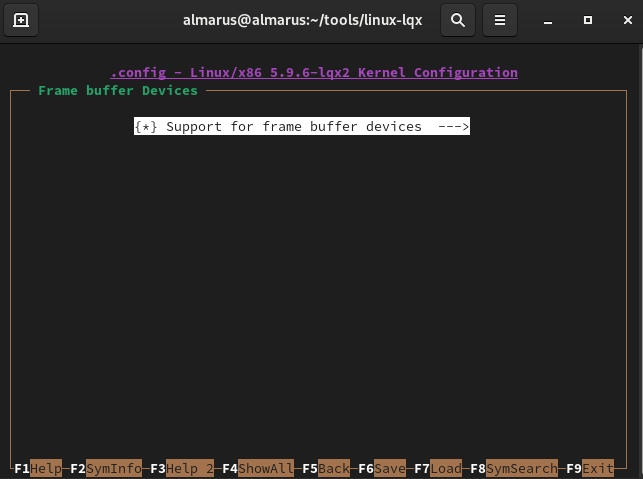 almarus@almarus:~/tools/linux-lqx
.config - Linux/x86 5.9.6-lqx2 Kernel Configuration
Frame buffer Devices
{*} Support for frame buffer devices  --->
F1Help F2SymInfo F3Help 2 F4ShowAll F5Back F6Save F7Load F8SymSearch F9Exit